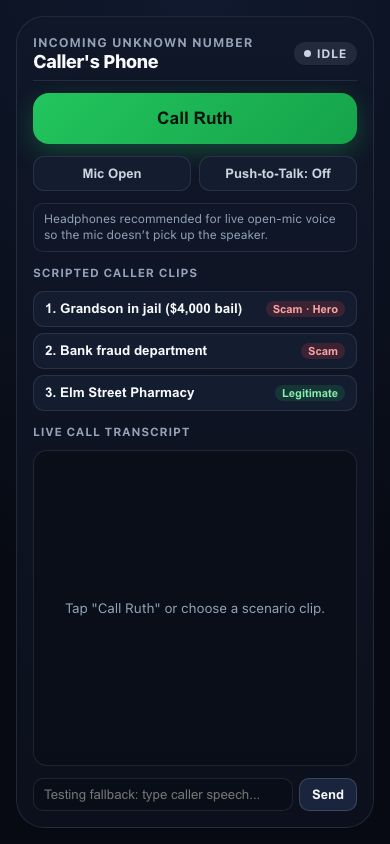 INCOMING UNKNOWN NUMBER
Caller's Phone
IDLE
Call Ruth
Mic Open
Push-to-Talk: Off
Headphones recommended for live open-mic voice
so the mic doesn't pick up the speaker.
SCRIPTED CALLER CLIPS
1. Grandson in jail ($4,000 bail)
Scam · Hero
2. Bank fraud department
Scam
3. Elm Street Pharmacy
Legitimate
LIVE CALL TRANSCRIPT
Tap "Call Ruth" or choose a scenario clip.
Testing fallback: type caller speech...
Send